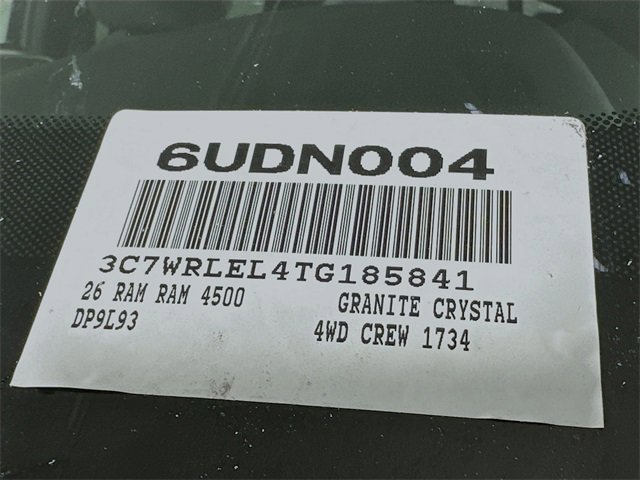 6UDN004
3C7WRLEL4TG185841
26 RAM RAM 4500 GRANITE CRYSTAL
DP9L93 4WD CREW 1734